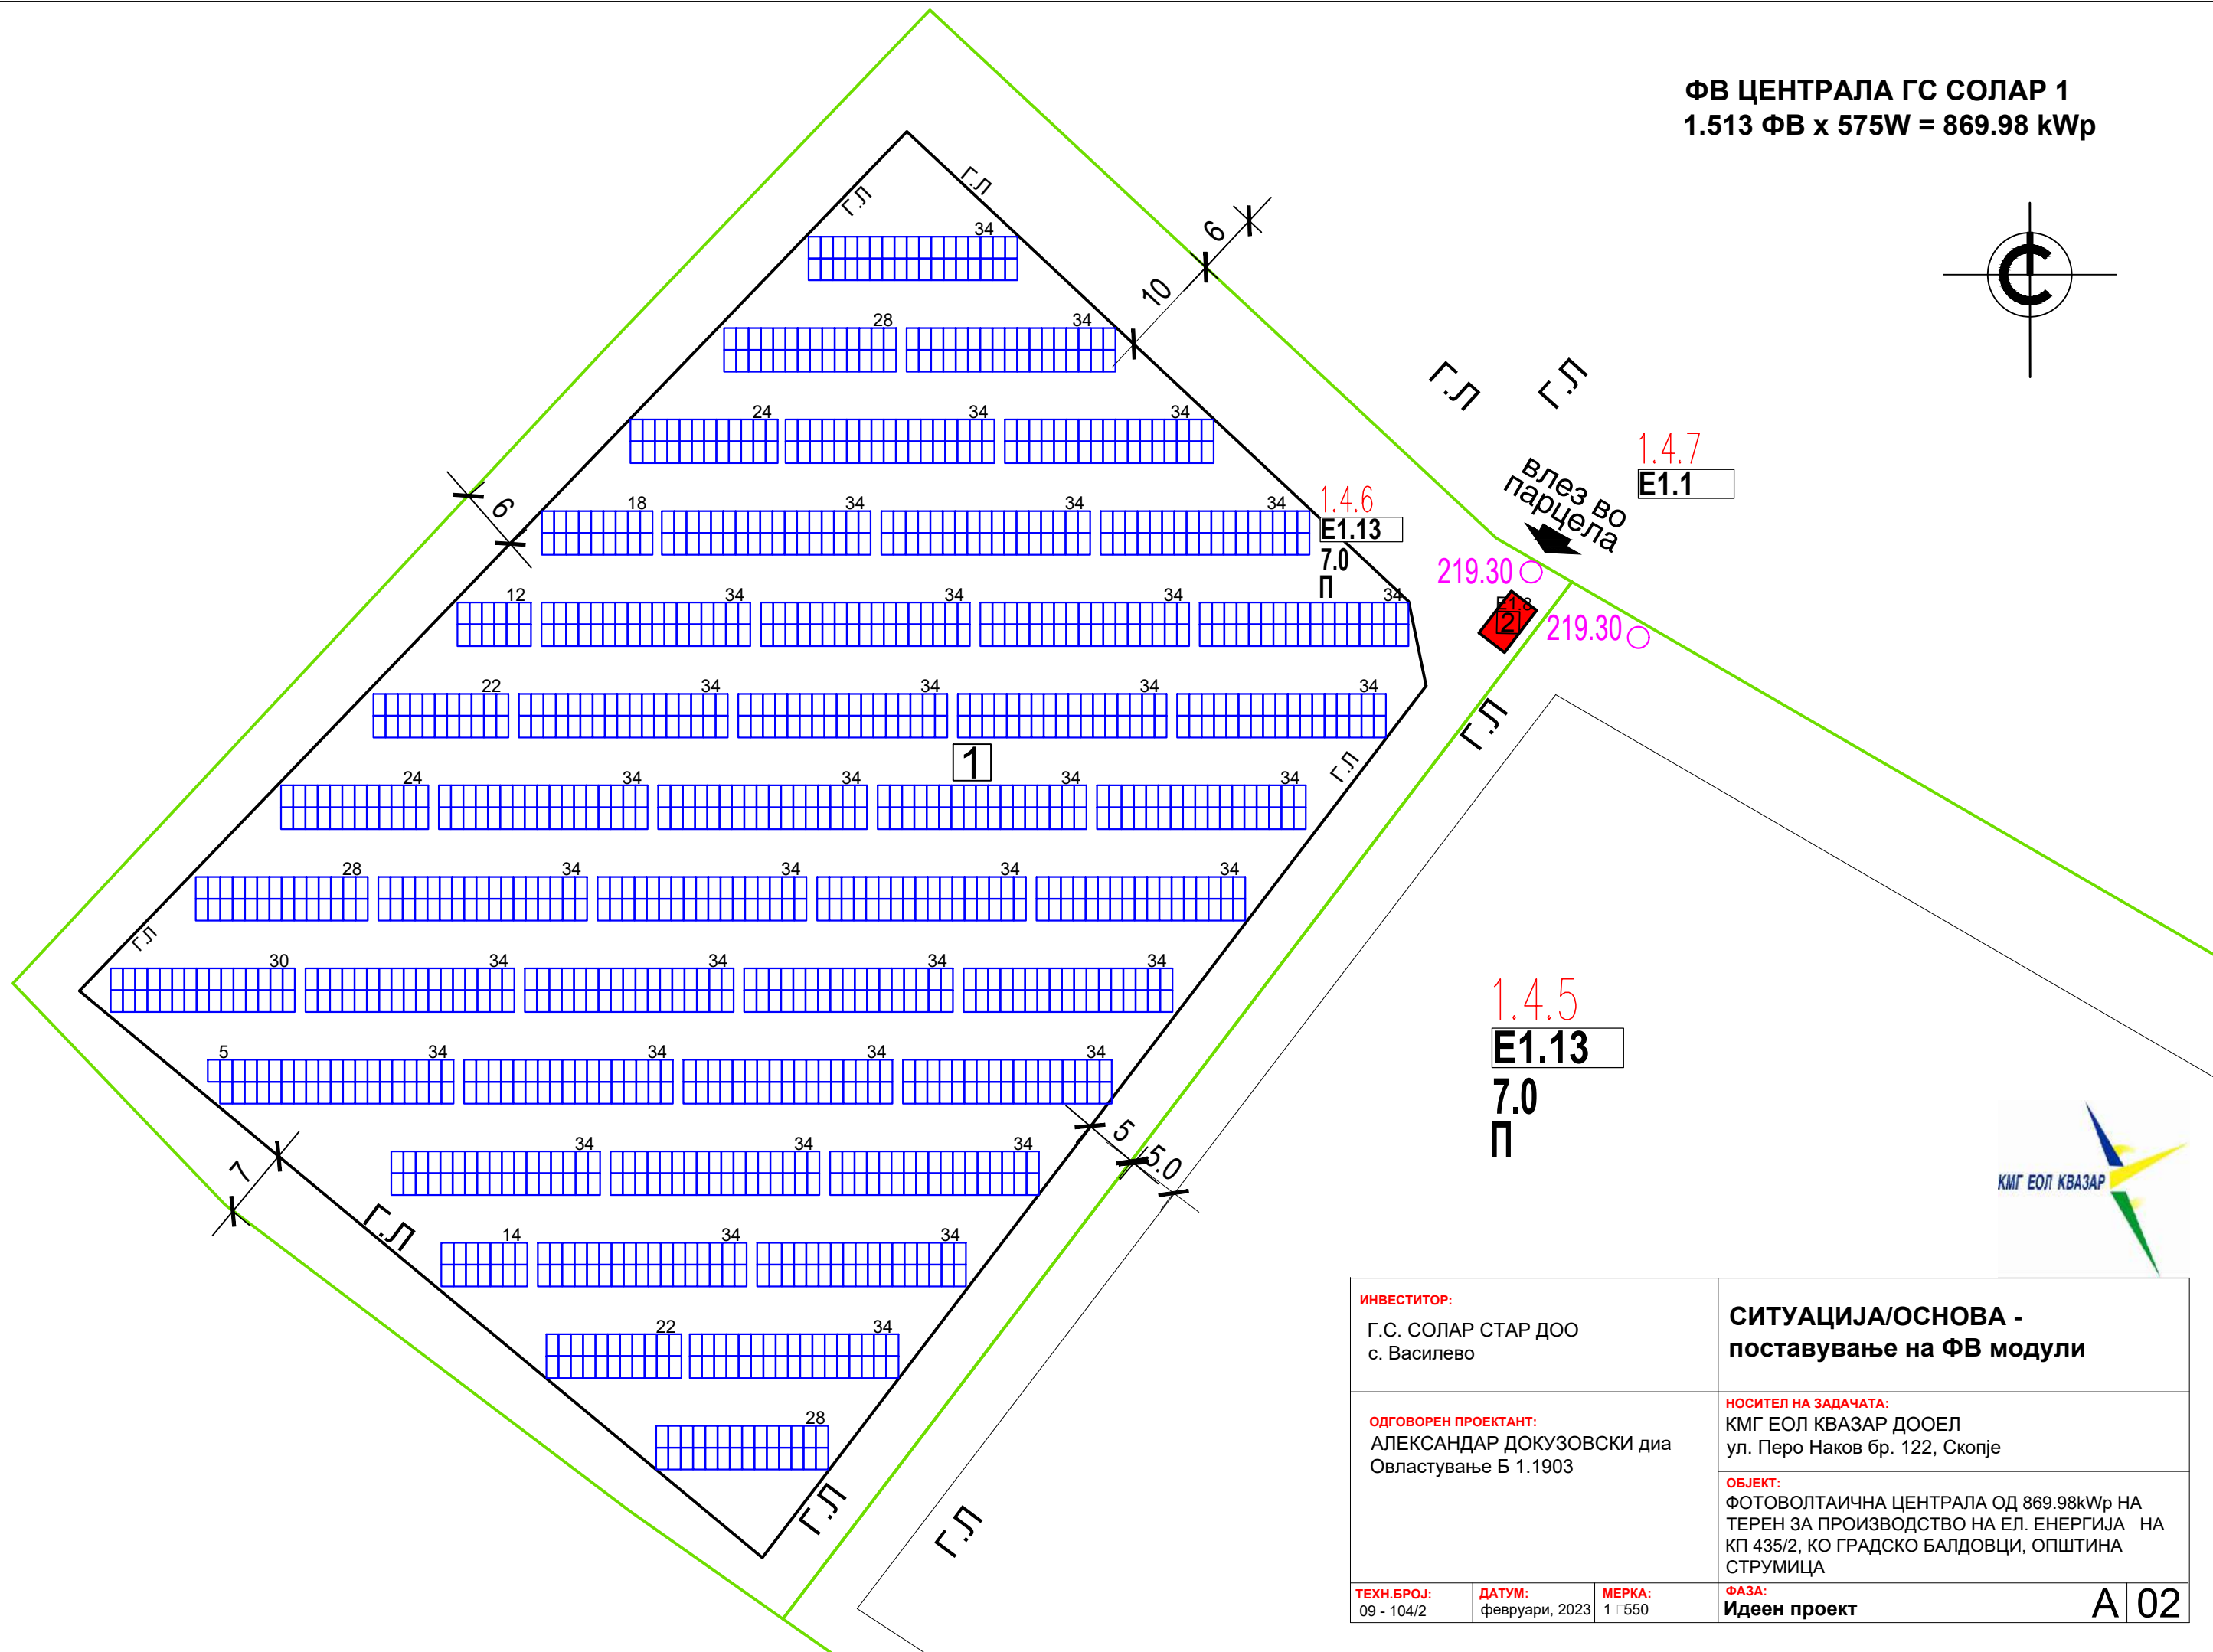 ФВ ЦЕНТРАЛА ГС СОЛАР 1
1.513 ФВ x 575W = 869.98 kWp
С
Г.Л
Г.Л
6
10
34
28 34
24 34 34
Г.Л
Г.Л
1.4.7
E1.1
влез во
парцела
6
18 34 34 34
1.4.6
E1.13
7.0
П
219.30
E1.8
2
219.30
12 34 34 34 34
22 34 34 34 34
Г.Л
1
Г.Л
24 34 34 34 34
28 34 34 34 34
Г.Л
30 34 34 34 34
1.4.5
E1.13
7.0
П
5 34 34 34 34
5
5.0
7
34 34 34
Г.Л
14 34 34
22 34
28
Г.Л
Г.Л
КМГ ЕОЛ КВАЗАР
ИНВЕСТИТОР:
Г.С. СОЛАР СТАР ДОО
с. Василево
СИТУАЦИЈА/ОСНОВА -
поставување на ФВ модули
ОДГОВОРЕН ПРОЕКТАНТ:
АЛЕКСАНДАР ДОКУЗОВСКИ диа
Овластување Б 1.1903
НОСИТЕЛ НА ЗАДАЧАТА:
КМГ ЕОЛ КВАЗАР ДООЕЛ
ул. Перо Наков бр. 122, Скопје
ОБЈЕКТ:
ФОТОВОЛТАИЧНА ЦЕНТРАЛА ОД 869.98kWp НА
ТЕРЕН ЗА ПРОИЗВОДСТВО НА ЕЛ. ЕНЕРГИЈА НА
КП 435/2, КО ГРАДСКО БАЛДОВЦИ, ОПШТИНА
СТРУМИЦА
ТЕХН.БРОЈ:
09 - 104/2
ДАТУМ:
февруари, 2023
МЕРКА:
1 □550
ФАЗА:
Идеен проект
A 02